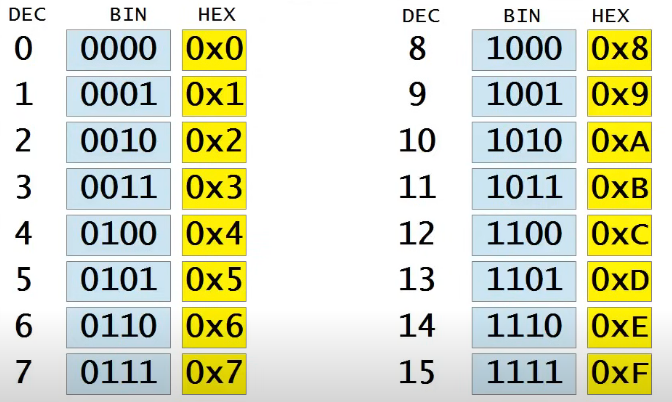 DEC BIN HEX DEC BIN HEX
0 0000 0x0 8 1000 0x8
1 0001 0x1 9 1001 0x9
2 0010 0x2 10 1010 0xA
3 0011 0x3 11 1011 0xB
4 0100 0x4 12 1100 0xC
5 0101 0x5 13 1101 0xD
6 0110 0x6 14 1110 0xE
7 0111 0x7 15 1111 0xF